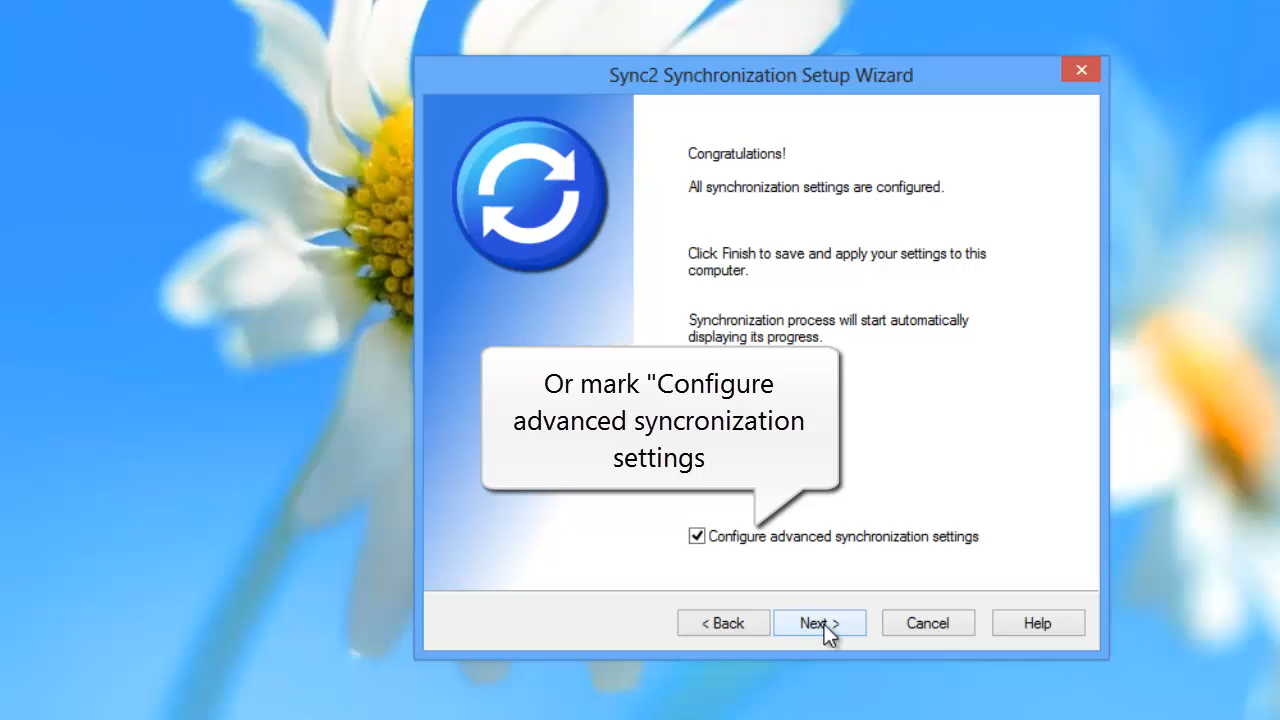 Sync2 Synchronization Setup Wizard
Congratulations!
All synchronization settings are configured.
Click Finish to save and apply your settings to this
computer.
Synchronization process will start automatically
displaying its progress.
Or mark "Configure
advanced syncronization
settings
Configure advanced synchronization settings
< Back
Next >
Cancel
Help